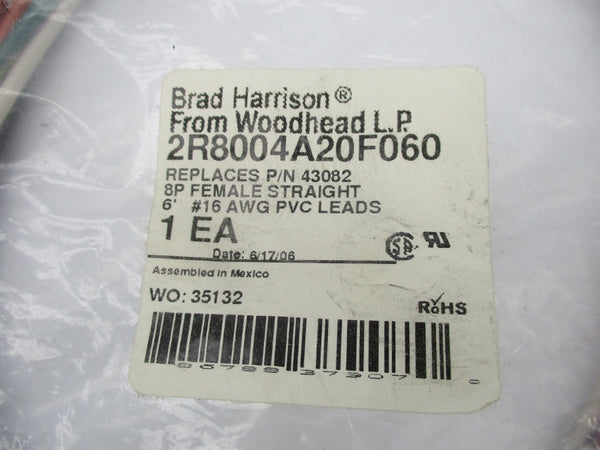 Brad Harrison®
From Woodhead L.P.
2R8004A20F060
REPLACES P/N 43082
8P FEMALE STRAIGHT
6' #16 AWG PVC LEADS
1 EA
Date: 6/17/06
Assembled in Mexico
WO: 35132
RoHS